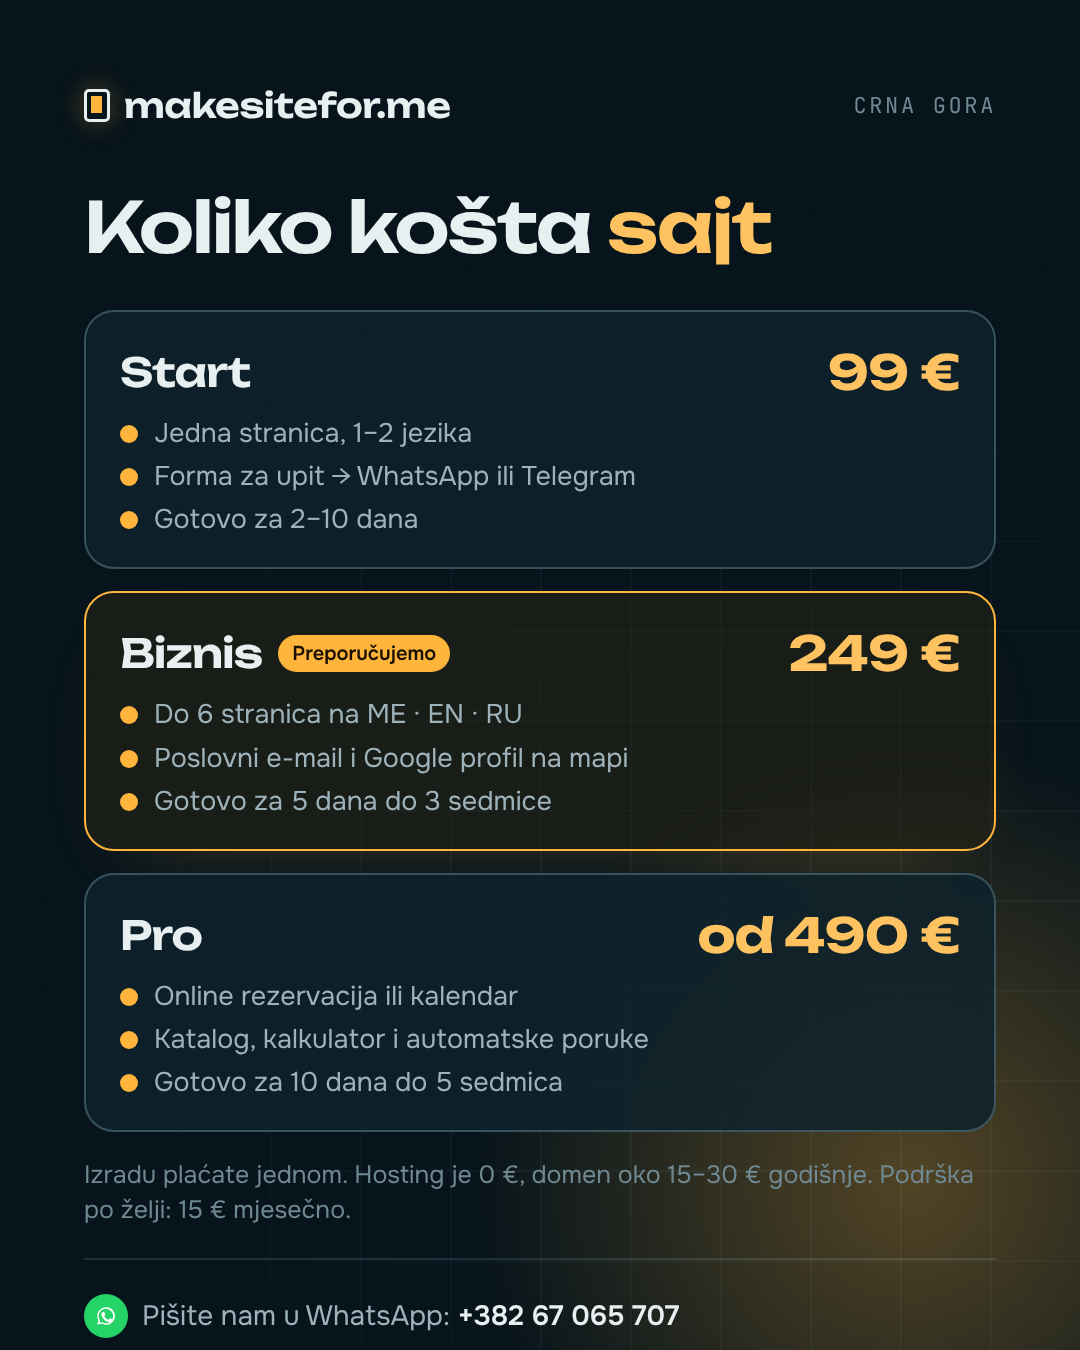 makesitefor.me
CRNA GORA
Koliko košta sajt
Start
99 €
Jedna stranica, 1–2 jezika
Forma za upit → WhatsApp ili Telegram
Gotovo za 2–10 dana
Biznis
Preporučujemo
249 €
Do 6 stranica na ME · EN · RU
Poslovni e-mail i Google profil na mapi
Gotovo za 5 dana do 3 sedmice
Pro
od 490 €
Online rezervacija ili kalendar
Katalog, kalkulator i automatske poruke
Gotovo za 10 dana do 5 sedmica
Izradu plaćate jednom. Hosting je 0 €, domen oko 15–30 € godišnje. Podrška
po želji: 15 € mjesečno.
Pišite nam u WhatsApp: +382 67 065 707